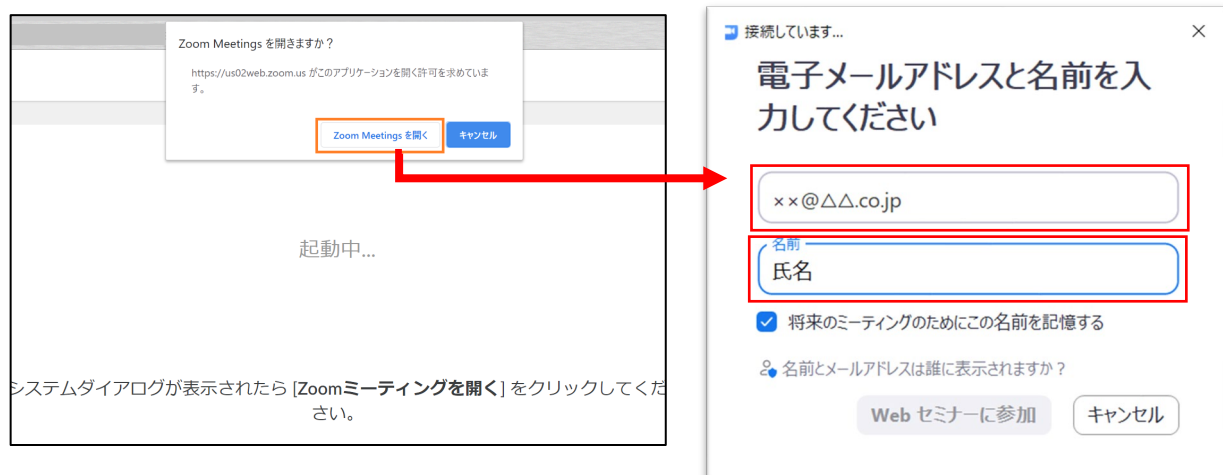 Zoom Meetings を開きますか？
https://us02web.zoom.us がこのアプリケーションを開く許可を求めていま
す。
Zoom Meetings を開く
キャンセル
起動中...
システムダイアログが表示されたら [Zoomミーティングを開く] をクリックしてくだ
さい。
接続しています...
電子メールアドレスと名前を入
力してください
××@△△.co.jp
名前
氏名
将来のミーティングのためにこの名前を記憶する
名前とメールアドレスは誰に表示されますか？
Web セミナーに参加
キャンセル